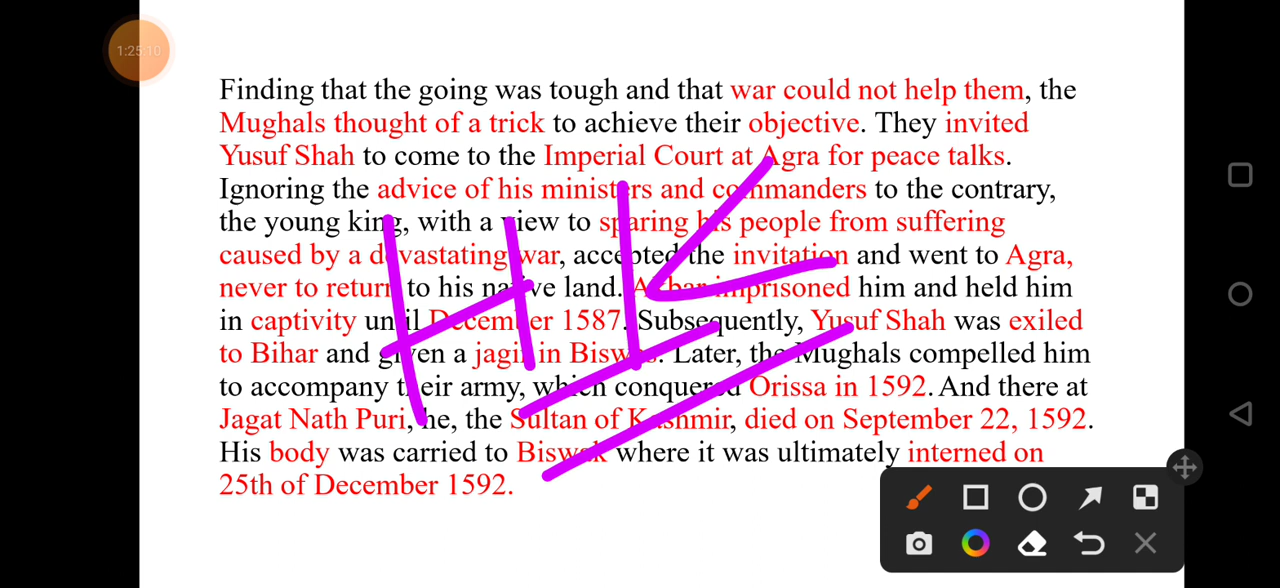 1:25:10
Finding that the going was tough and that war could not help them, the
Mughals thought of a trick to achieve their objective. They invited
Yusuf Shah to come to the Imperial Court at Agra for peace talks.
Ignoring the advice of his ministers and commanders to the contrary,
the young king, with a view to sparing his people from suffering
caused by a devastating war, accepted the invitation and went to Agra,
never to return to his native land. Akbar imprisoned him and held him
in captivity until December 1587. Subsequently, Yusuf Shah was exiled
to Bihar and given a jagir in Biswak. Later, the Mughals compelled him
to accompany their army, which conquered Orissa in 1592. And there at
Jagat Nath Puri, he, the Sultan of Kashmir, died on September 22, 1592.
His body was carried to Biswak where it was ultimately interned on
25th of December 1592.
HK